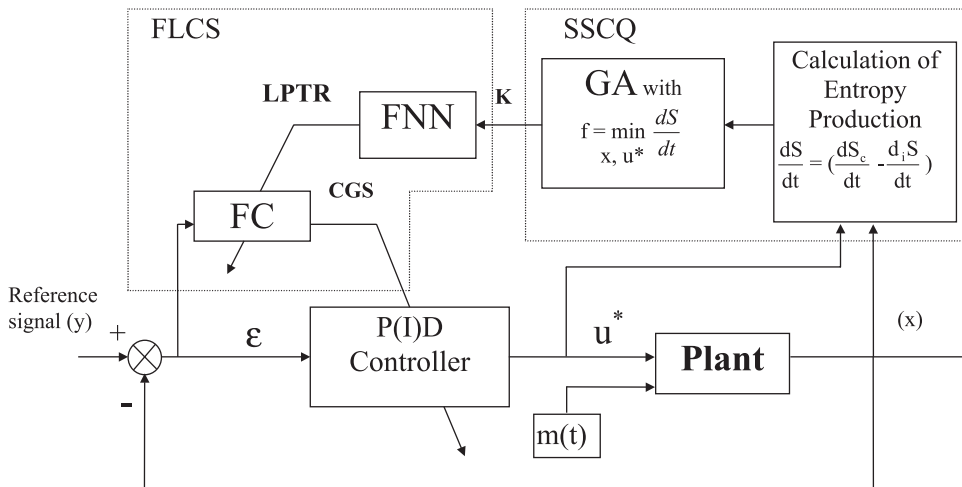 FLCS
SSCQ
LPTR
FNN
K
GA with
f = min dS/dt
x, u*
Calculation of
Entropy
Production
dS/dt = (dS_c/dt - d_iS/dt)
FC
CGS
Reference
signal (y)
+
-
ε
P(I)D
Controller
u*
Plant
(x)
m(t)